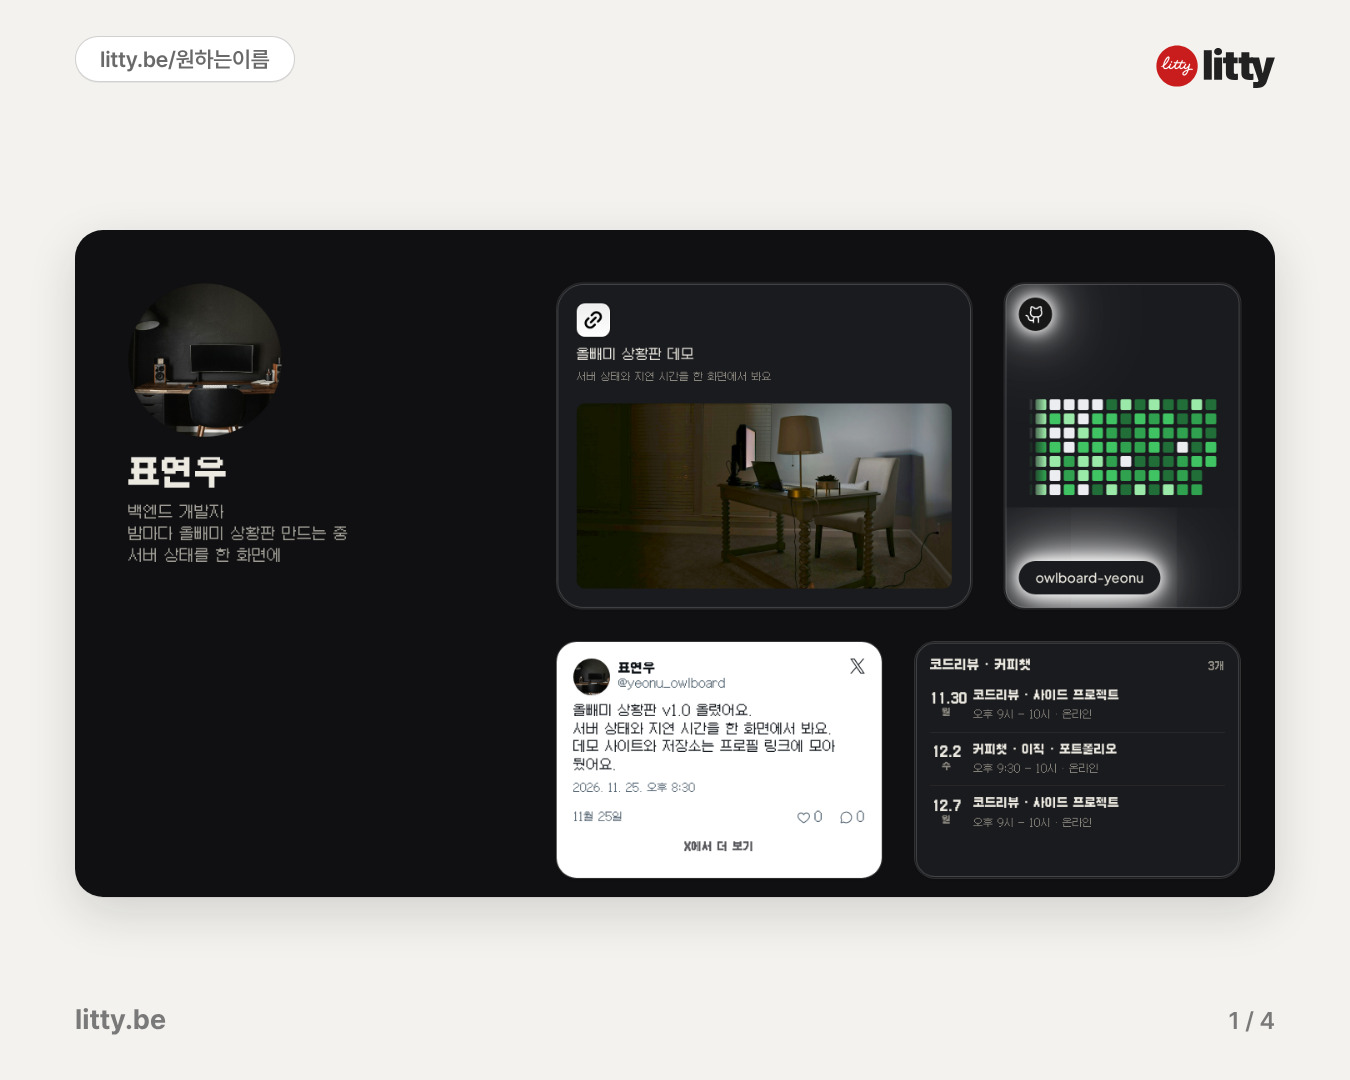 litty.be/원하는이름
litty
litty
표연우
백엔드 개발자
밤마다 올빼미 상황판 만드는 중
서버 상태를 한 화면에
올빼미 상황판 데모
서버 상태와 지연 시간을 한 화면에서 봐요
owlboard-yeonu
표연우
@yeonu_owlboard
올빼미 상황판 v1.0 올렸어요.
서버 상태와 지연 시간을 한 화면에서 봐요.
데모 사이트와 저장소는 프로필 링크에 모아
뒀어요.
2026. 11. 25. 오후 8:30
11월 25일
0
0
X에서 더 보기
코드리뷰 · 커피챗
3개
11.30 코드리뷰 · 사이드 프로젝트
월 오후 9시 – 10시 · 온라인
12.2 커피챗 · 이직 · 포트폴리오
수 오후 9:30 – 10시 · 온라인
12.7 코드리뷰 · 사이드 프로젝트
월 오후 9시 – 10시 · 온라인
litty.be
1 / 4